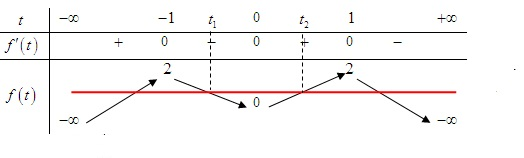 t −∞ −1 t₁ 0 t₂ 1 +∞
f′(t) + 0 − 0 + 0 −
2 2
f(t)
0
−∞ −∞